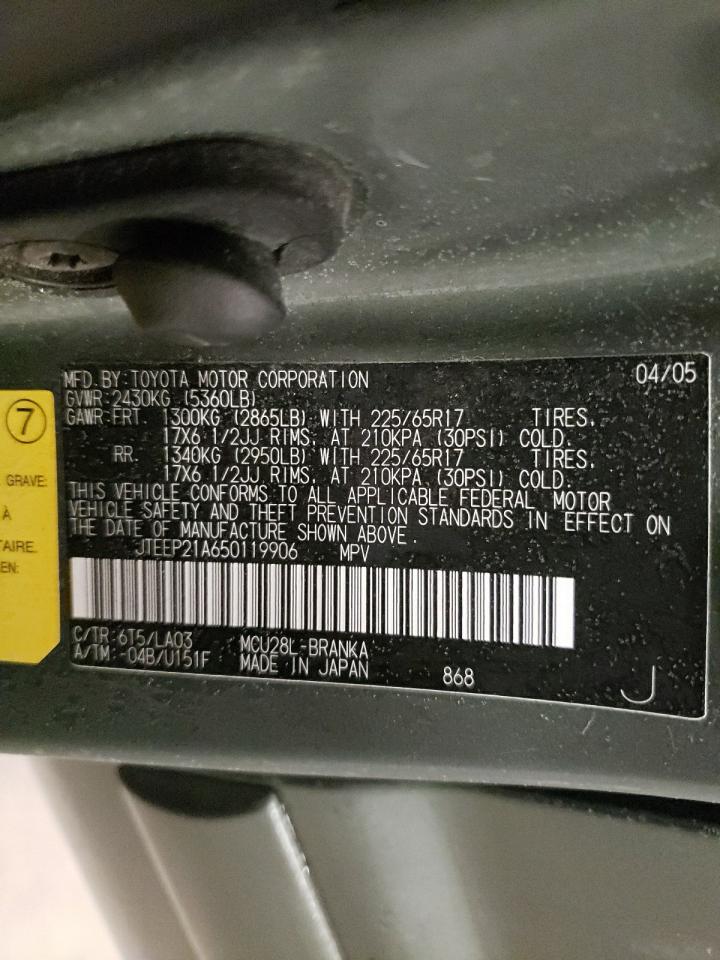 MFD. BY: TOYOTA MOTOR CORPORATION 04/05
GVWR: 2430KG (5360LB)
GAWR: FRT 1300KG (2865LB) WITH 225/65R17 TIRES,
17X6 1/2JJ RIMS, AT 210KPA (30PSI) COLD.
RR. 1340KG (2950LB) WITH 225/65R17 TIRES,
17X6 1/2JJ RIMS, AT 210KPA (30PSI) COLD.
THIS VEHICLE CONFORMS TO ALL APPLICABLE FEDERAL MOTOR
VEHICLE SAFETY AND THEFT PREVENTION STANDARDS IN EFFECT ON
THE DATE OF MANUFACTURE SHOWN ABOVE.
JTEEP21A650119906 MPV
C/TR: 6T5/LA03 MCU28L-BRANKA
A/TM: -04B/U151F MADE IN JAPAN 868 J
7
GRAVE:
À
TAIRE.
EN: